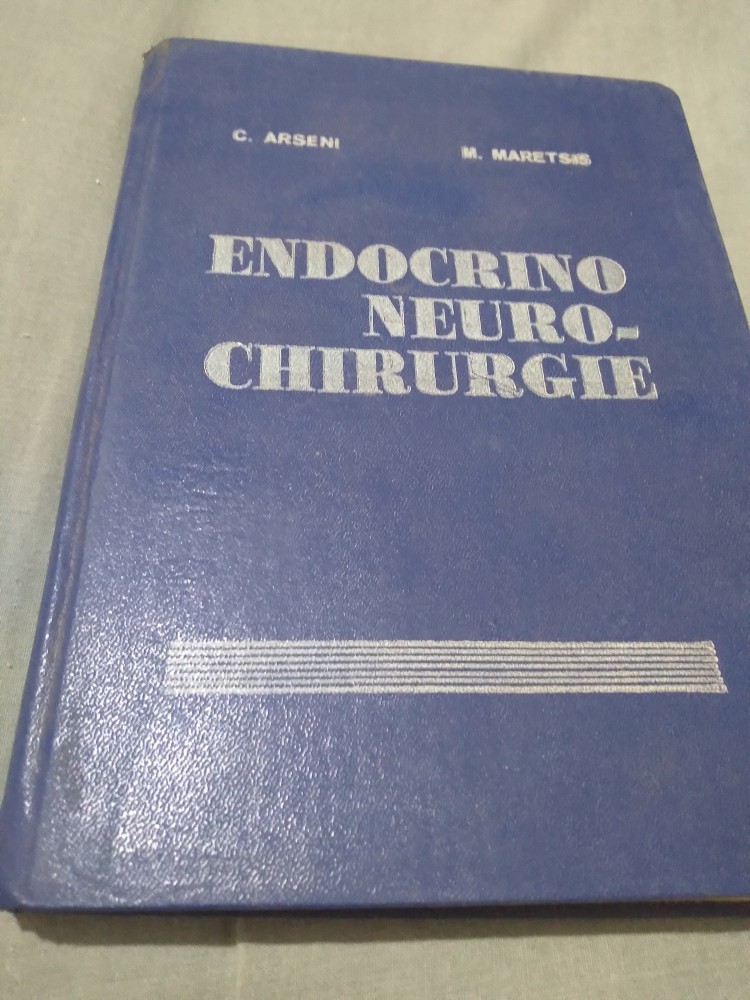 C. ARSENI M. MARETSIS
ENDOCRINO
NEURO-
CHIRURGIE